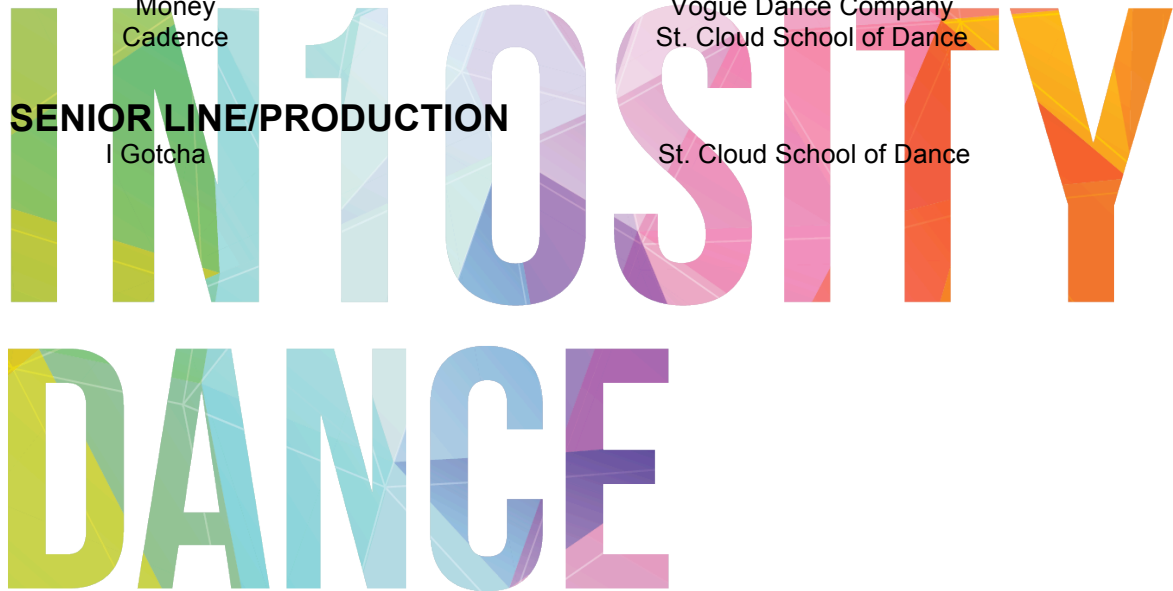 Money Vogue Dance Company
Cadence St. Cloud School of Dance
SENIOR LINE/PRODUCTION
I Gotcha St. Cloud School of Dance
IN10SITY
DANCE